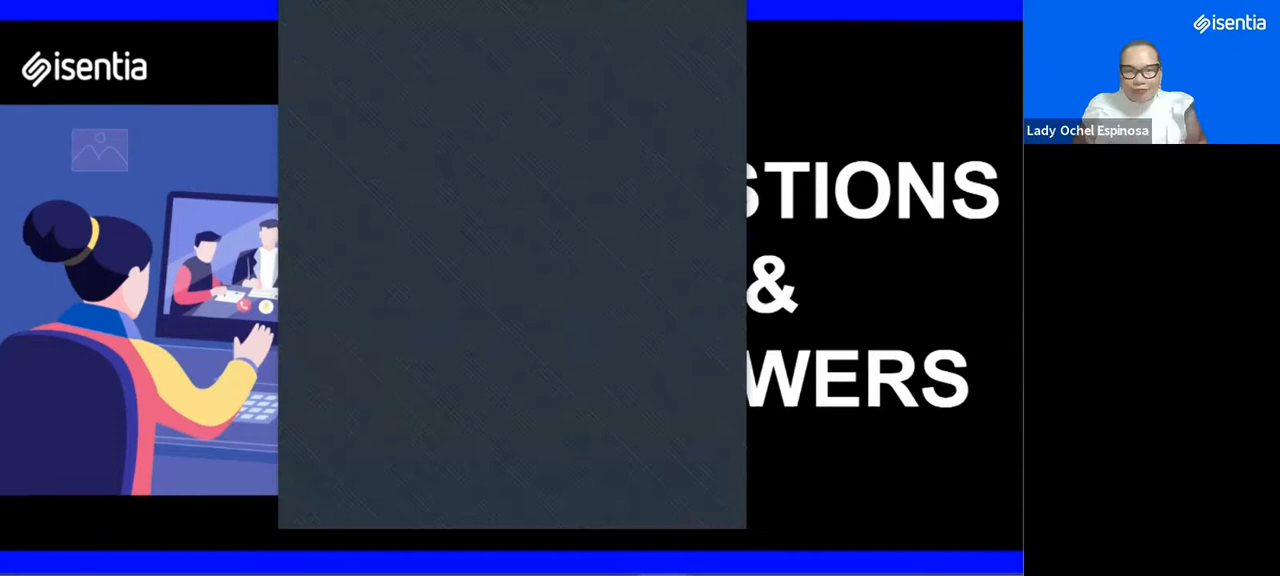 isentia
STIONS
&
WERS
isentia
Lady Ochel Espinosa